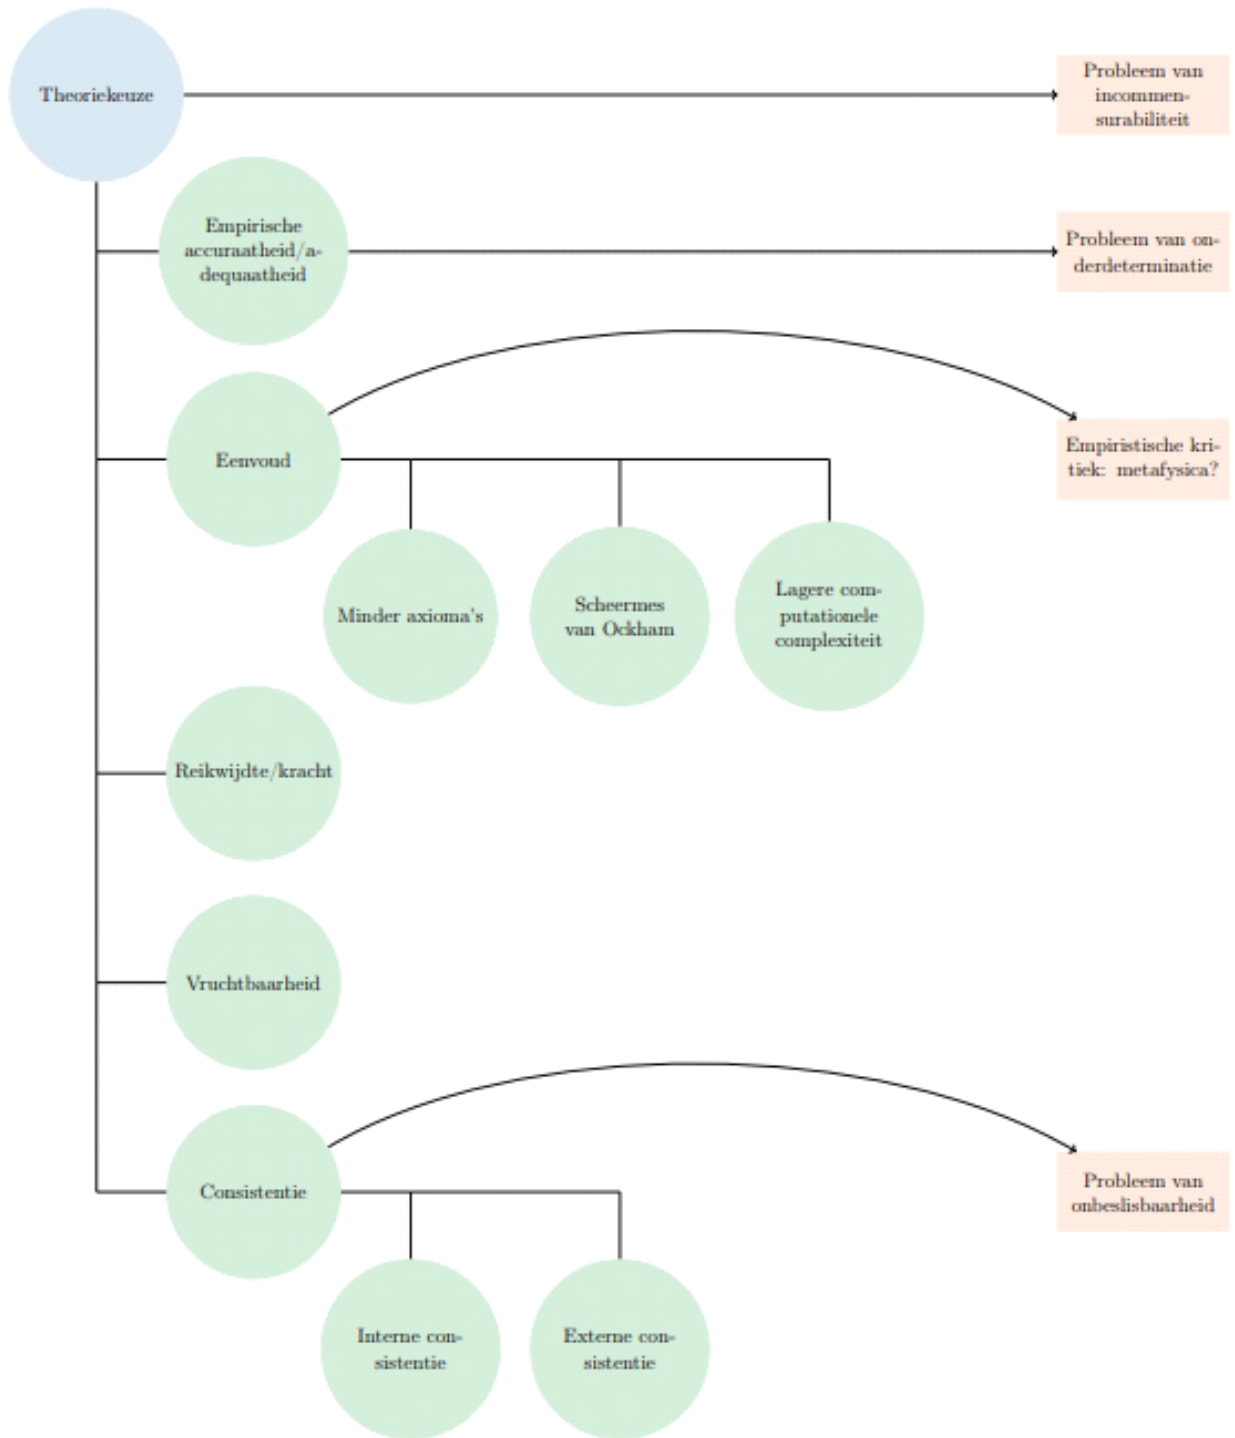 Theoriekeuze
Probleem van
incommen-
surabiliteit
Empirische
accuraatheid/a-
dequaatheid
Probleem van on-
derdeterminatie
Eenvoud
Empiristische kri-
tiek: metafysica?
Minder axioma's
Scheermes
van Ockham
Lagere com-
putationele
complexiteit
Reikwijdte/kracht
Vruchtbaarheid
Consistentie
Probleem van
onbeslisbaarheid
Interne con-
sistentie
Externe con-
sistentie